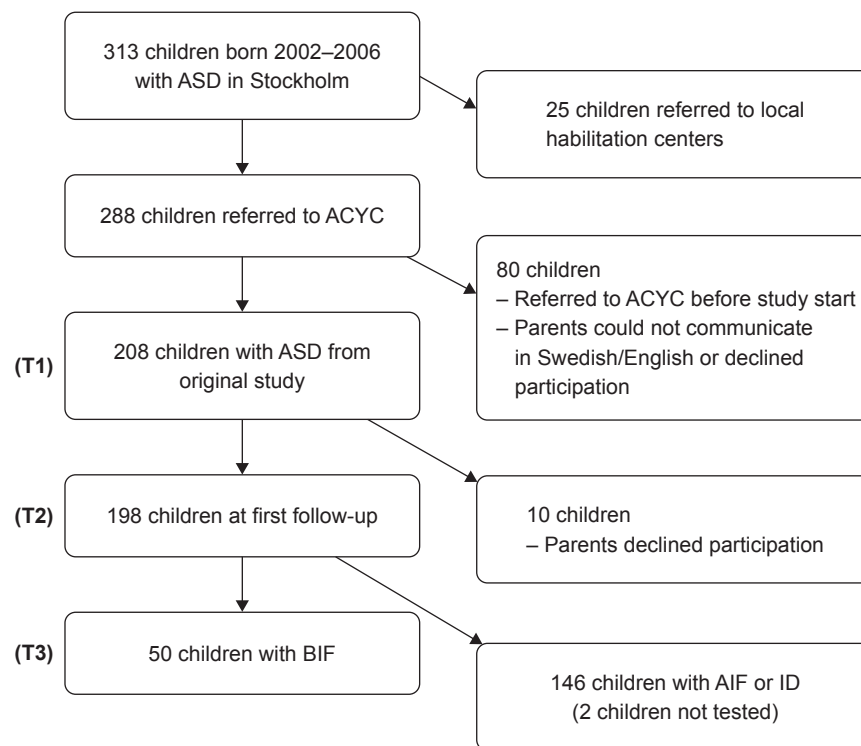 313 children born 2002–2006
with ASD in Stockholm
25 children referred to local
habilitation centers
288 children referred to ACYC
80 children
– Referred to ACYC before study start
– Parents could not communicate
in Swedish/English or declined
participation
(T1)
208 children with ASD from
original study
(T2)
198 children at first follow-up
10 children
– Parents declined participation
(T3)
50 children with BIF
146 children with AIF or ID
(2 children not tested)